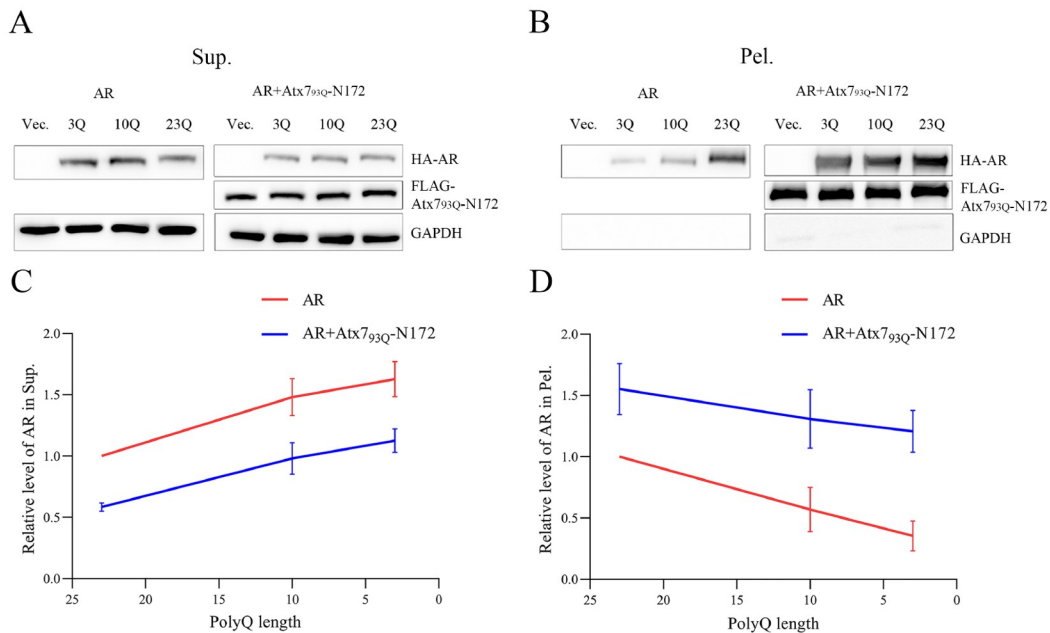 A
Sup.
AR
AR+Atx793Q-N172
Vec. 3Q 10Q 23Q
Vec. 3Q 10Q 23Q
HA-AR
FLAG-
Atx793Q-N172
GAPDH
B
Pel.
AR
AR+Atx793Q-N172
Vec. 3Q 10Q 23Q
Vec. 3Q 10Q 23Q
HA-AR
FLAG-
Atx793Q-N172
GAPDH
C
AR
AR+Atx793Q-N172
Relative level of AR in Sup.
2.0
1.5
1.0
0.5
0.0
25 20 15 10 5 0
PolyQ length
D
AR
AR+Atx793Q-N172
Relative level of AR in Pel.
2.0
1.5
1.0
0.5
0.0
25 20 15 10 5 0
PolyQ length